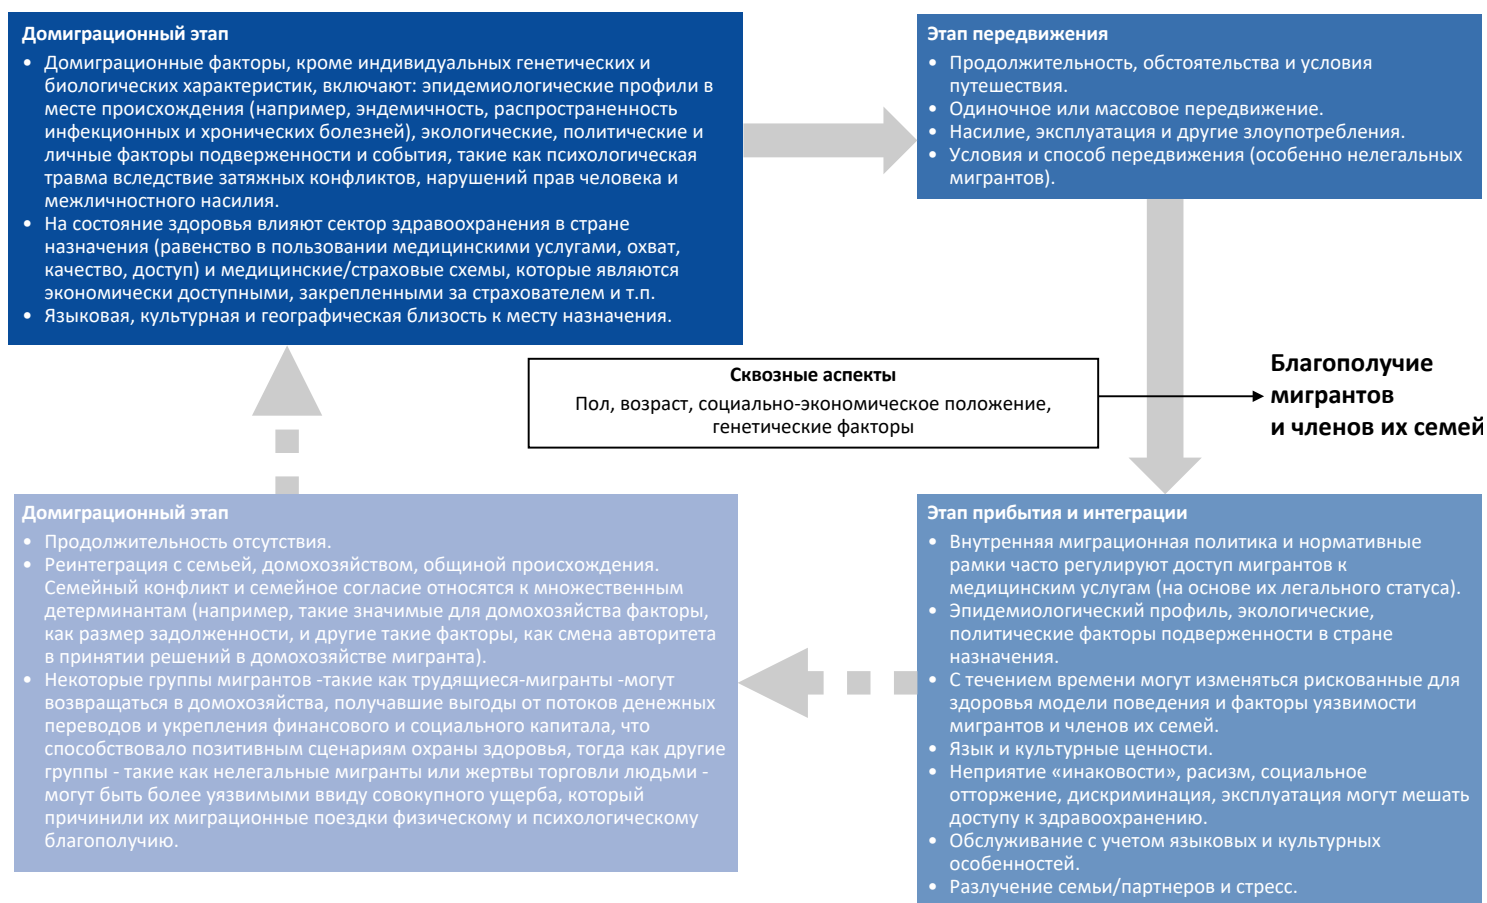 Домиграционный этап
• Домиграционные факторы, кроме индивидуальных генетических и
биологических характеристик, включают: эпидемиологические профили в
месте происхождения (например, эндемичность, распространенность
инфекционных и хронических болезней), экологические, политические и
личные факторы подверженности и события, такие как психологическая
травма вследствие затяжных конфликтов, нарушений прав человека и
межличностного насилия.
• На состояние здоровья влияют сектор здравоохранения в стране
назначения (равенство в пользовании медицинскими услугами, охват,
качество, доступ) и медицинские/страховые схемы, которые являются
экономически доступными, закрепленными за страхователем и т.п.
• Языковая, культурная и географическая близость к месту назначения.
Этап передвижения
• Продолжительность, обстоятельства и условия
путешествия.
• Одиночное или массовое передвижение.
• Насилие, эксплуатация и другие злоупотребления.
• Условия и способ передвижения (особенно нелегальных
мигрантов).
Сквозные аспекты
Пол, возраст, социально-экономическое положение,
генетические факторы
Благополучие
мигрантов
и членов их семей
Домиграционный этап
• Продолжительность отсутствия.
• Реинтеграция с семьей, домохозяйством, общиной происхождения.
Семейный конфликт и семейное согласие относятся к множественным
детерминантам (например, такие значимые для домохозяйства факторы,
как размер задолженности, и другие такие факторы, как смена авторитета
в принятии решений в домохозяйстве мигранта).
• Некоторые группы мигрантов -такие как трудящиеся-мигранты -могут
возвращаться в домохозяйства, получавшие выгоды от потоков денежных
переводов и укрепления финансового и социального капитала, что
способствовало позитивным сценариям охраны здоровья, тогда как другие
группы - такие как нелегальные мигранты или жертвы торговли людьми -
могут быть более уязвимыми ввиду совокупного ущерба, который
причинили их миграционные поездки физическому и психологическому
благополучию.
Этап прибытия и интеграции
• Внутренняя миграционная политика и нормативные
рамки часто регулируют доступ мигрантов к
медицинским услугам (на основе их легального статуса).
• Эпидемиологический профиль, экологические,
политические факторы подверженности в стране
назначения.
• С течением времени могут изменяться рискованные для
здоровья модели поведения и факторы уязвимости
мигрантов и членов их семей.
• Язык и культурные ценности.
• Неприятие «инаковости», расизм, социальное
отторжение, дискриминация, эксплуатация могут мешать
доступу к здравоохранению.
• Обслуживание с учетом языковых и культурных
особенностей.
• Разлучение семьи/партнеров и стресс.